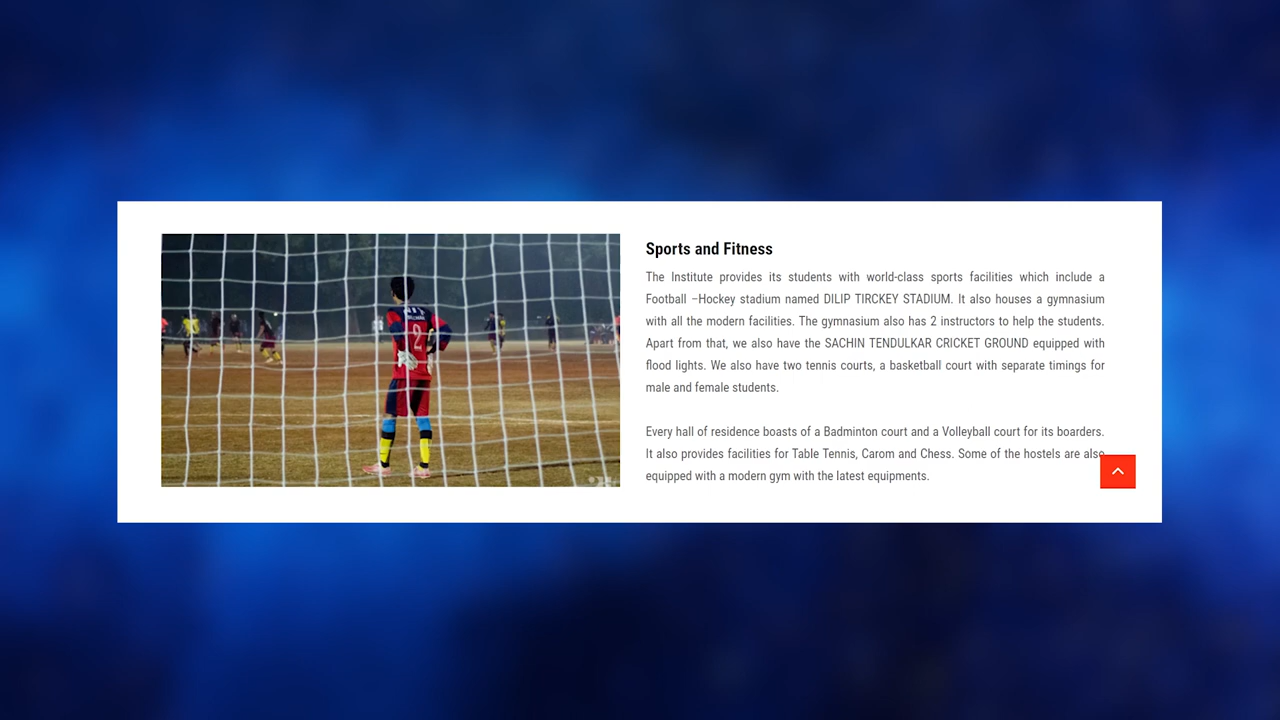 Sports and Fitness
The Institute provides its students with world-class sports facilities which include a
Football –Hockey stadium named DILIP TIRCKEY STADIUM. It also houses a gymnasium
with all the modern facilities. The gymnasium also has 2 instructors to help the students.
Apart from that, we also have the SACHIN TENDULKAR CRICKET GROUND equipped with
flood lights. We also have two tennis courts, a basketball court with separate timings for
male and female students.
Every hall of residence boasts of a Badminton court and a Volleyball court for its boarders.
It also provides facilities for Table Tennis, Carom and Chess. Some of the hostels are also
equipped with a modern gym with the latest equipments.
2